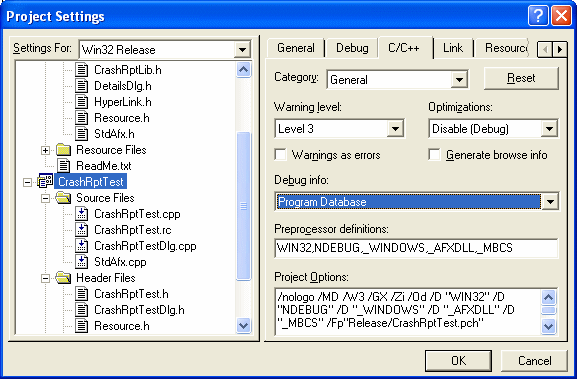 Project Settings
Settings For: Win32 Release
CrashRptLib.h
DetailsDlg.h
HyperLink.h
Resource.h
StdAfx.h
Resource Files
ReadMe.txt
CrashRptTest
Source Files
CrashRptTest.cpp
CrashRptTest.rc
CrashRptTestDlg.cpp
StdAfx.cpp
Header Files
CrashRptTest.h
CrashRptTestDlg.h
Resource.h
General Debug C/C++ Link Resourc
Category: General Reset
Warning level: Optimizations:
Level 3 Disable (Debug)
Warnings as errors Generate browse info
Debug info:
Program Database
Preprocessor definitions:
WIN32,NDEBUG,_WINDOWS,_AFXDLL,_MBCS
Project Options:
/nologo /MD /W3 /GX /Zi /Od /D "WIN32" /D
"NDEBUG" /D "_WINDOWS" /D "_AFXDLL" /D
"_MBCS" /Fp"Release/CrashRptTest.pch"
OK Cancel